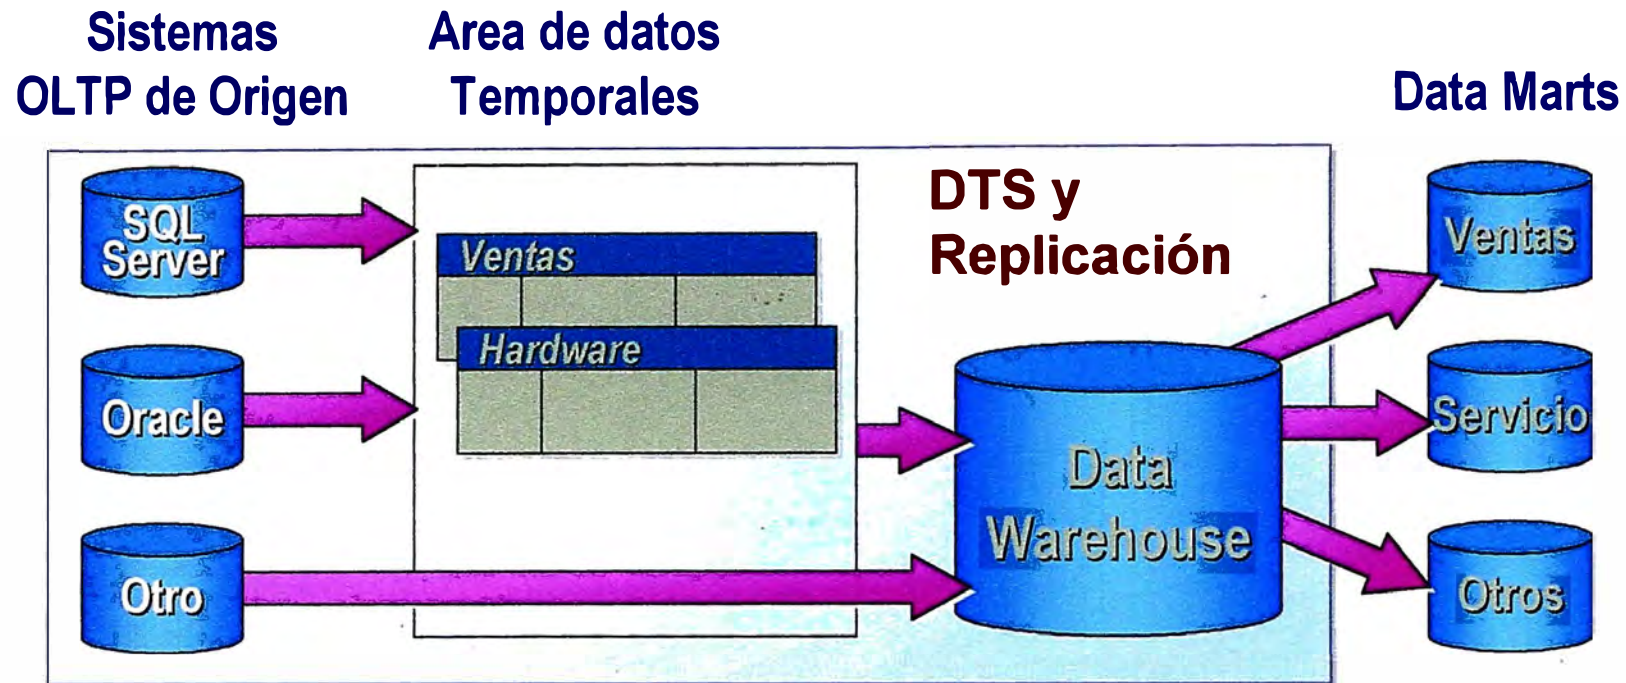 Sistemas
OLTP de Origen
Area de datos
Temporales
Data Marts
SQL
Server
Oracle
Otro
Ventas
Hardware
DTS y
Replicación
Data
Warehouse
Ventas
Servicio
Otros